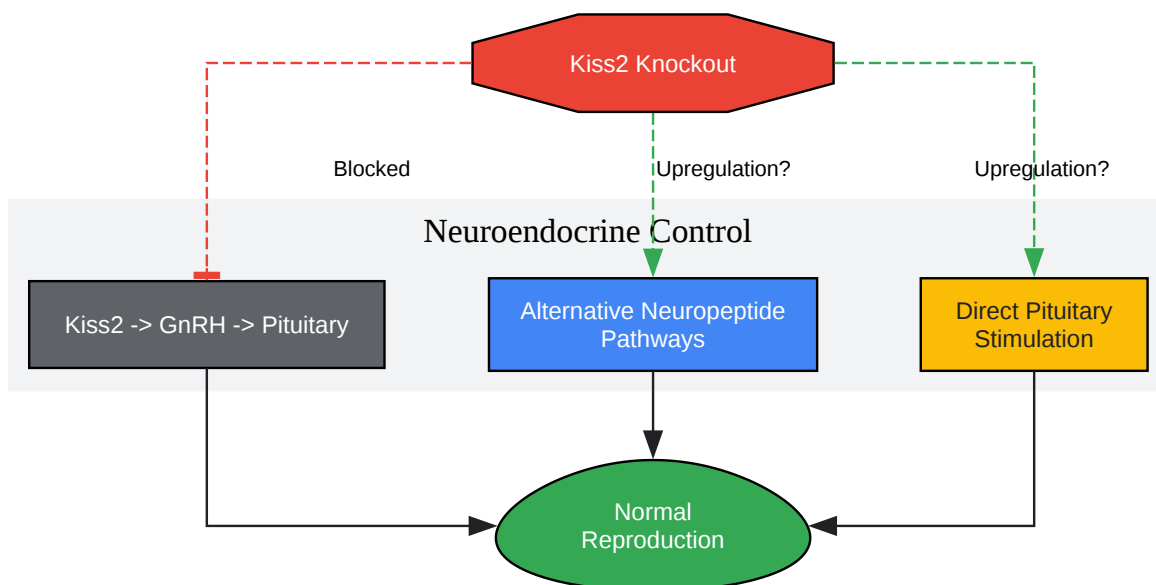 Kiss2 Knockout
Blocked
Upregulation?
Upregulation?
Neuroendocrine Control
Kiss2 -> GnRH -> Pituitary
Alternative Neuropeptide
Pathways
Direct Pituitary
Stimulation
Normal
Reproduction